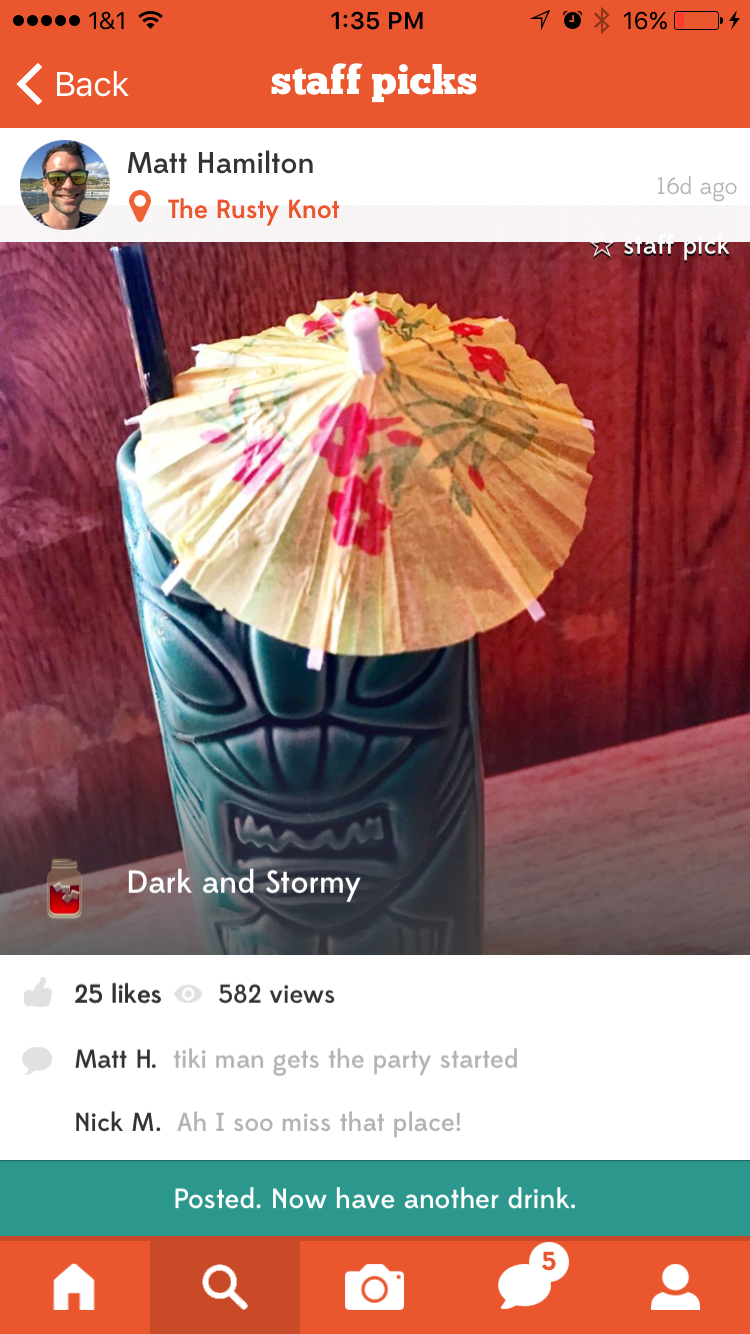 1&1 1:35 PM 16%
Back staff picks
Matt Hamilton
16d ago
The Rusty Knot
staff pick
Dark and Stormy
25 likes 582 views
Matt H. tiki man gets the party started
Nick M. Ah I soo miss that place!
Posted. Now have another drink.
5